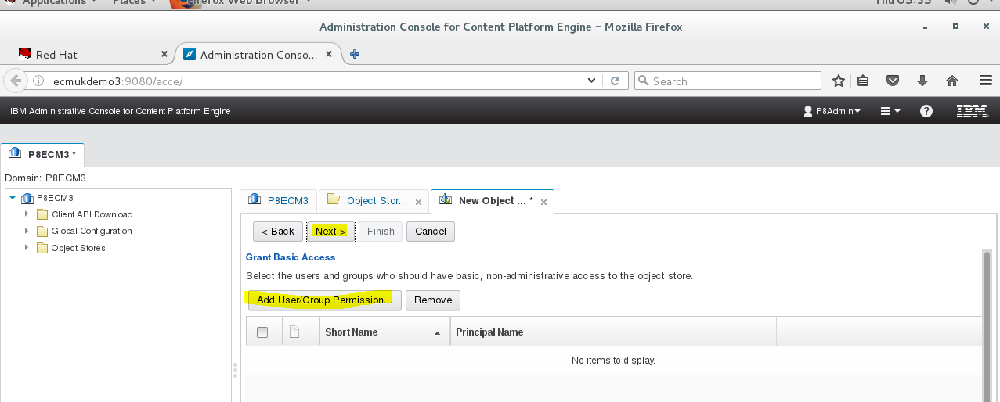 Applications Places Firefox Web Browser Thu 05:35
Administration Console for Content Platform Engine – Mozilla Firefox
Red Hat Administration Conso...
ecmukdemo3:9080/acce/ Search
IBM Administrative Console for Content Platform Engine P8Admin IBM.
P8ECM3 *
Domain: P8ECM3
P8ECM3
Client API Download
Global Configuration
Object Stores
P8ECM3 Object Stor... New Object ... *
< Back Next > Finish Cancel
Grant Basic Access
Select the users and groups who should have basic, non-administrative access to the object store.
Add User/Group Permission... Remove
Short Name Principal Name
No items to display.